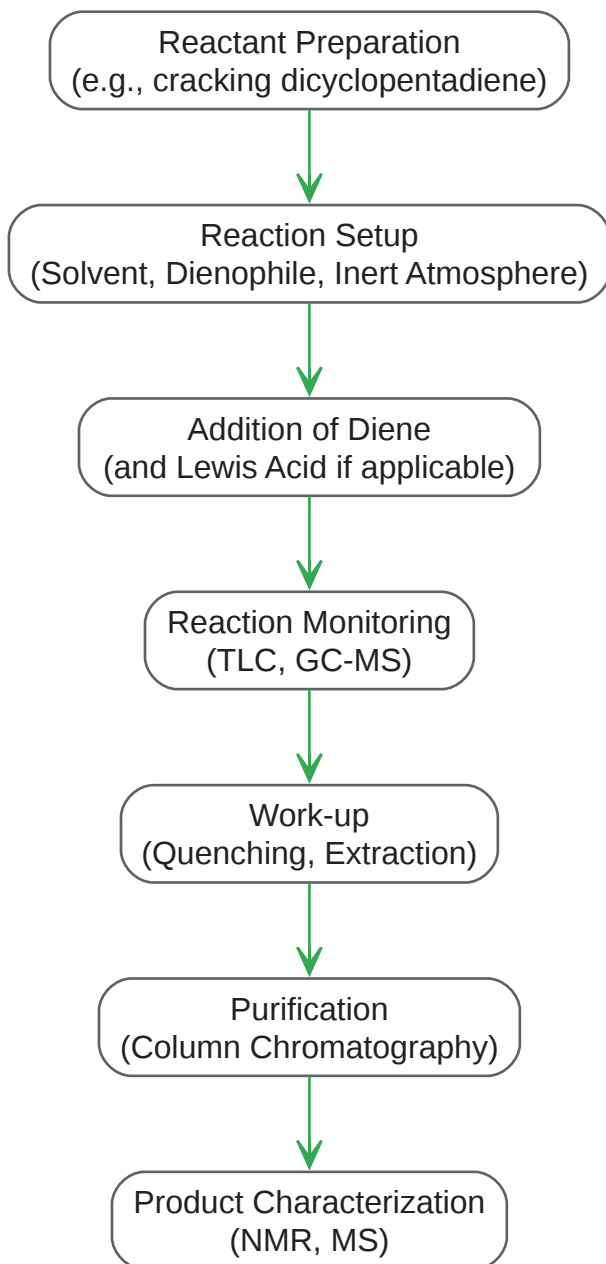 Reactant Preparation
(e.g., cracking dicyclopentadiene)
Reaction Setup
(Solvent, Dienophile, Inert Atmosphere)
Addition of Diene
(and Lewis Acid if applicable)
Reaction Monitoring
(TLC, GC-MS)
Work-up
(Quenching, Extraction)
Purification
(Column Chromatography)
Product Characterization
(NMR, MS)